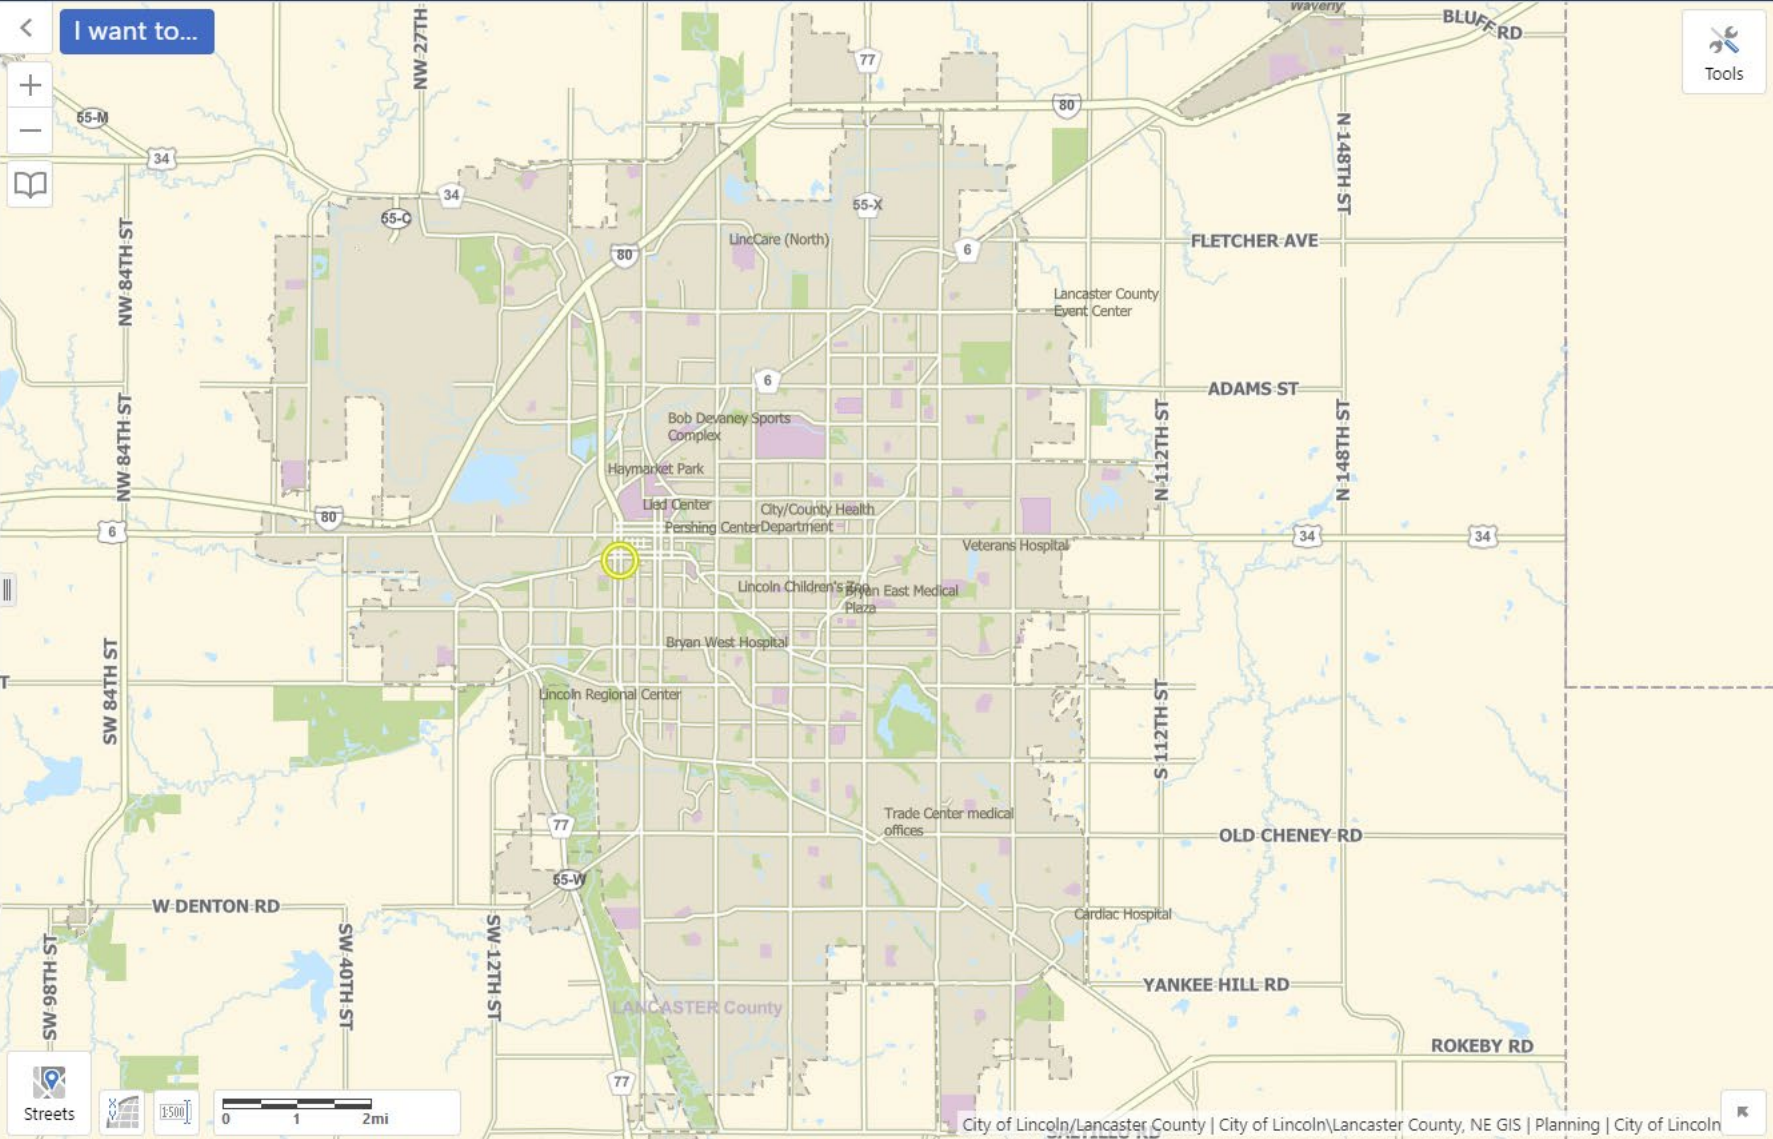 Waverly
I want to...
NW 27TH
77
BLUFF RD
Tools
55-M
80
34
N 148TH ST
34
55-C
55-X
NW 84TH ST
LincCare (North)
80
6
FLETCHER AVE
Lancaster County
Event Center
6
ADAMS ST
NW 84TH ST
Bob Devaney Sports
Complex
N 112TH ST
N 148TH ST
Haymarket Park
Lied Center
City/County Health
Department
80
Pershing Center
6
34
34
Veterans Hospital
Lincoln Children's Zoo
Bryan East Medical
Plaza
Bryan West Hospital
T
SW 84TH ST
Lincoln Regional Center
S 112TH ST
Trade Center medical
offices
77
OLD CHENEY RD
55-W
W DENTON RD
Cardiac Hospital
SW 98TH ST
SW 40TH ST
SW 12TH ST
YANKEE HILL RD
LANCASTER County
ROKEBY RD
77
Streets
1:500
0 1 2mi
City of Lincoln/Lancaster County | City of Lincoln\Lancaster County, NE GIS | Planning | City of Lincoln
SALTILLO RD